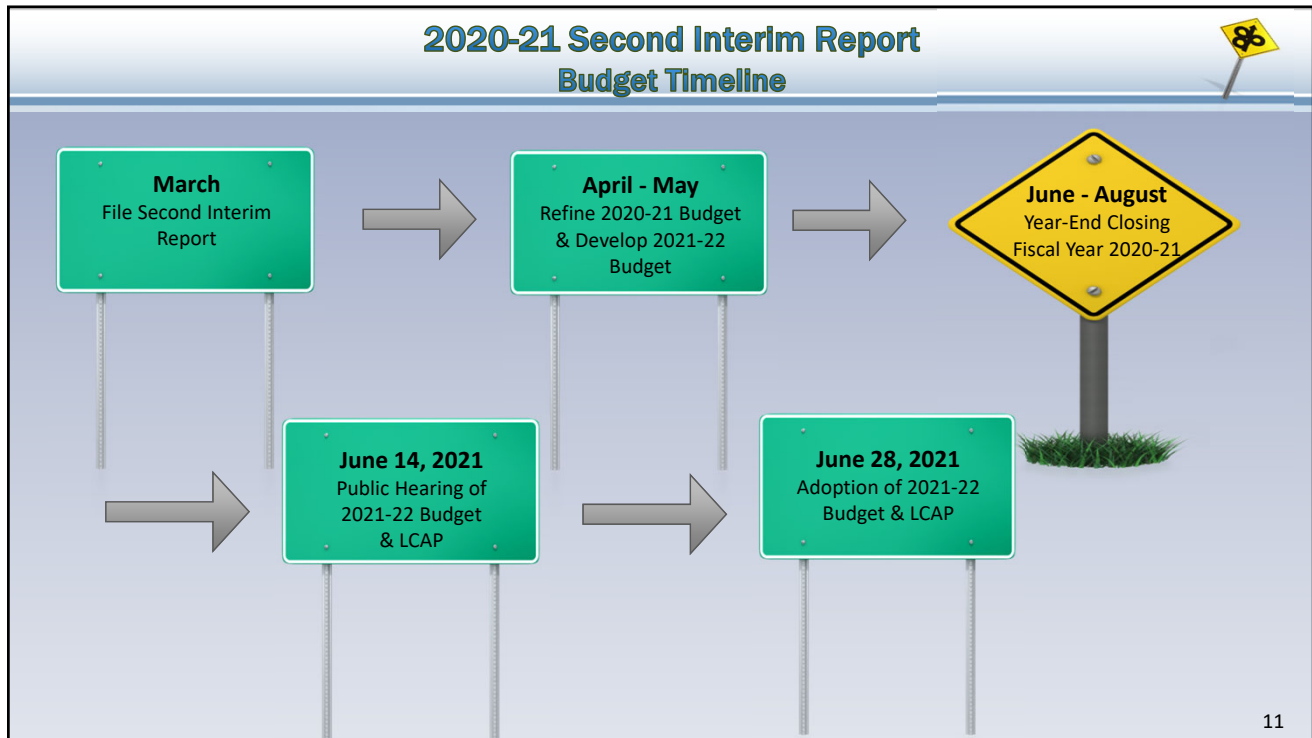 2020-21 Second Interim Report
Budget Timeline
March
File Second Interim
Report
April - May
Refine 2020-21 Budget
& Develop 2021-22
Budget
June - August
Year-End Closing
Fiscal Year 2020-21
June 14, 2021
Public Hearing of
2021-22 Budget
& LCAP
June 28, 2021
Adoption of 2021-22
Budget & LCAP
11